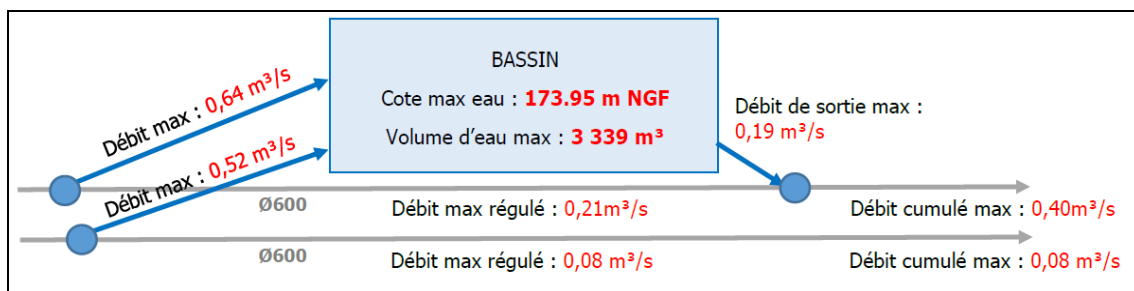 BASSIN
Cote max eau : 173.95 m NGF
Volume d'eau max : 3 339 m³
Débit max : 0,64 m³/s
Débit max : 0,52 m³/s
Débit de sortie max :
0,19 m³/s
Ø600
Débit max régulé : 0,21m³/s
Débit cumulé max : 0,40m³/s
Ø600
Débit max régulé : 0,08 m³/s
Débit cumulé max : 0,08 m³/s